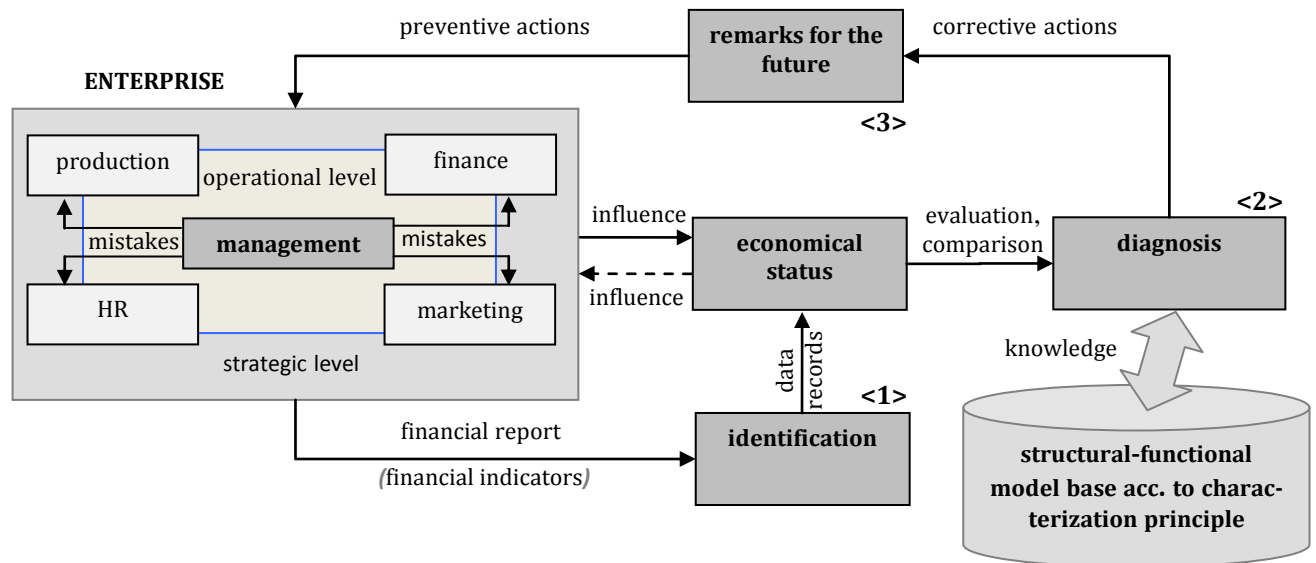 preventive actions
remarks for the
future
corrective actions
<3>
ENTERPRISE
production
finance
operational level
mistakes
management
mistakes
HR
marketing
strategic level
influence
influence
economical
status
evaluation,
comparison
<2>
diagnosis
knowledge
data
records
<1>
identification
financial report
(financial indicators)
structural-functional
model base acc. to charac-
terization principle